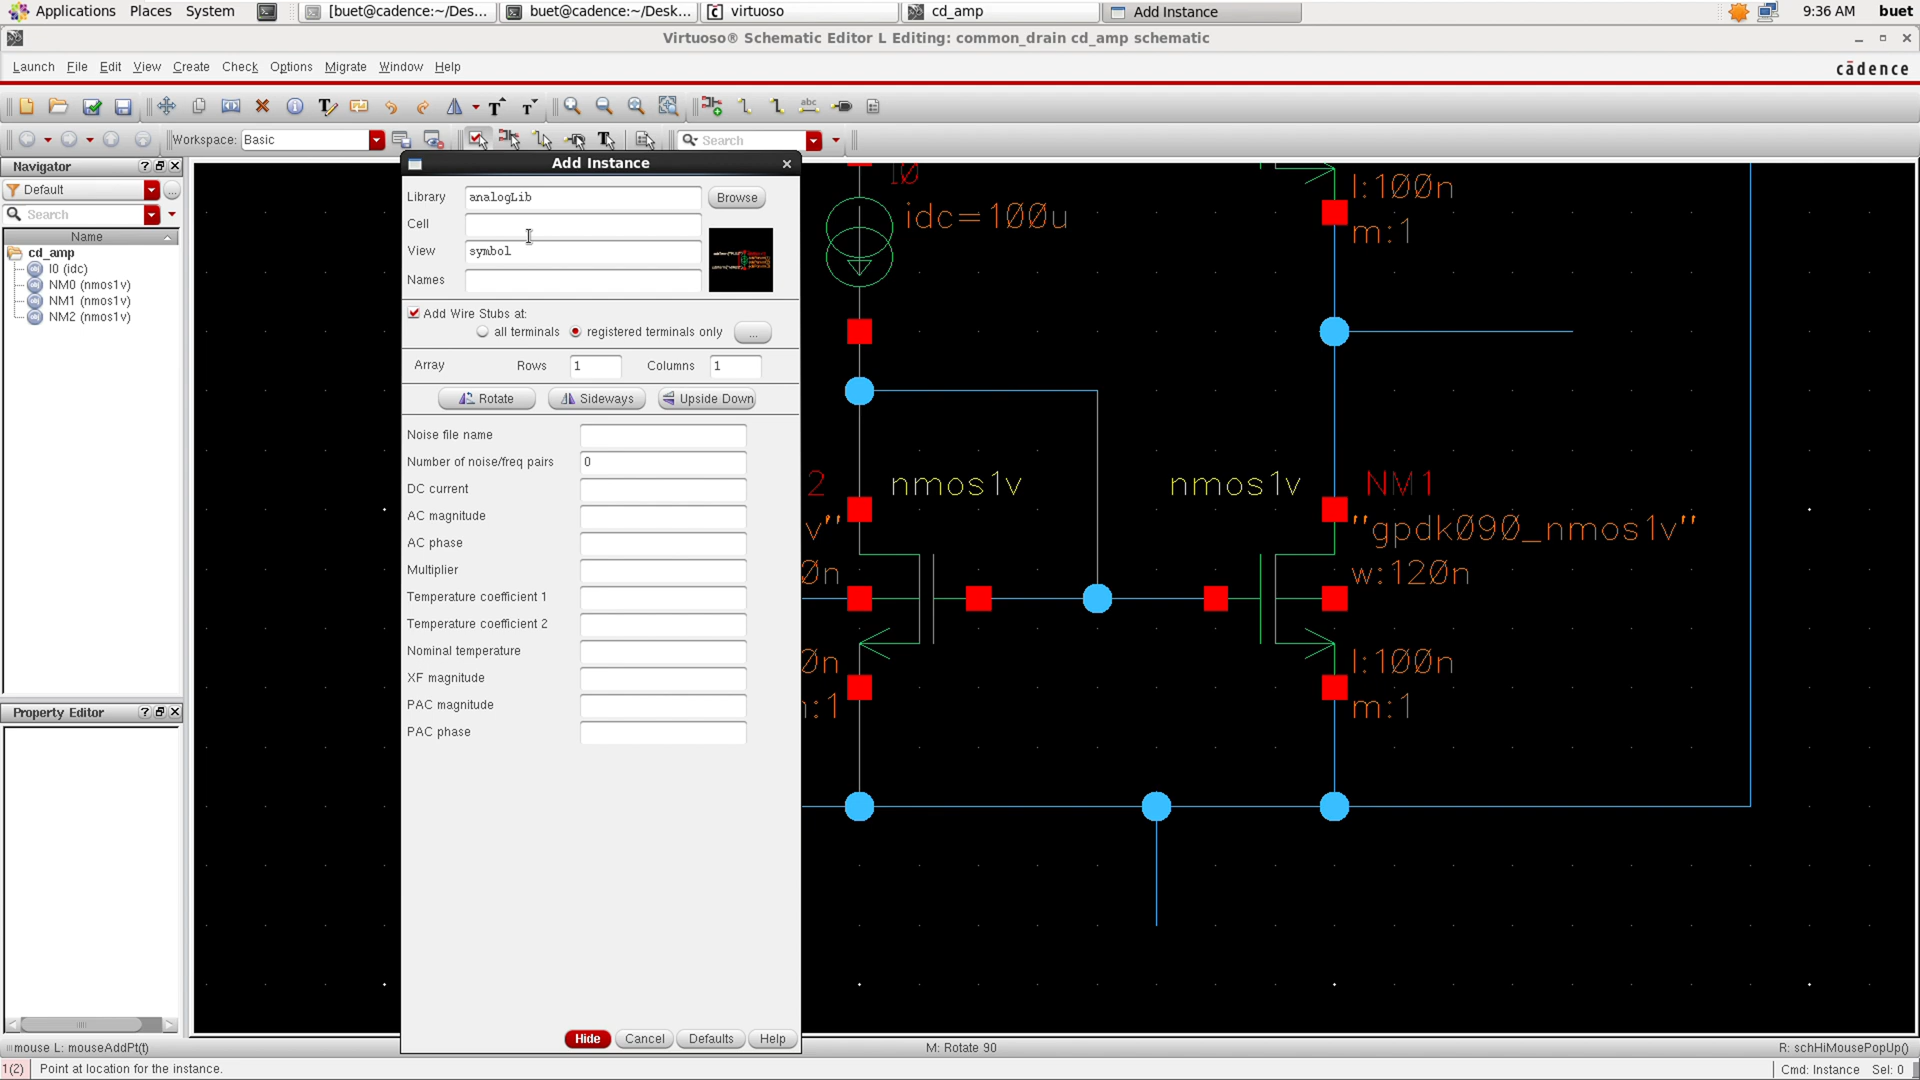 Applications Places System [buet@cadence:~/Des... buet@cadence:~/Desk... virtuoso cd_amp Add Instance 9:36 AM buet
Virtuoso® Schematic Editor L Editing: common_drain cd_amp schematic
Launch File Edit View Create Check Options Migrate Window Help cādence
Workspace: Basic Search
Navigator
Default
Search
Name
cd_amp
I0 (idc)
NM0 (nmos1v)
NM1 (nmos1v)
NM2 (nmos1v)
Property Editor
Add Instance
Library analogLib Browse
Cell
View symbol
Names
Add Wire Stubs at:
all terminals registered terminals only ...
Array Rows 1 Columns 1
Rotate Sideways Upside Down
Noise file name
Number of noise/freq pairs 0
DC current
AC magnitude
AC phase
Multiplier
Temperature coefficient 1
Temperature coefficient 2
Nominal temperature
XF magnitude
PAC magnitude
PAC phase
Hide Cancel Defaults Help
I0
idc=100u
l:100n
m:1
2 nmos1v nmos1v NM1
v" "gpdk090_nmos1v"
0n w:120n
0n l:100n
:1 m:1
mouse L: mouseAddPt(t) M: Rotate 90 R: schHiMousePopUp()
1(2) Point at location for the instance. Cmd: Instance Sel: 0